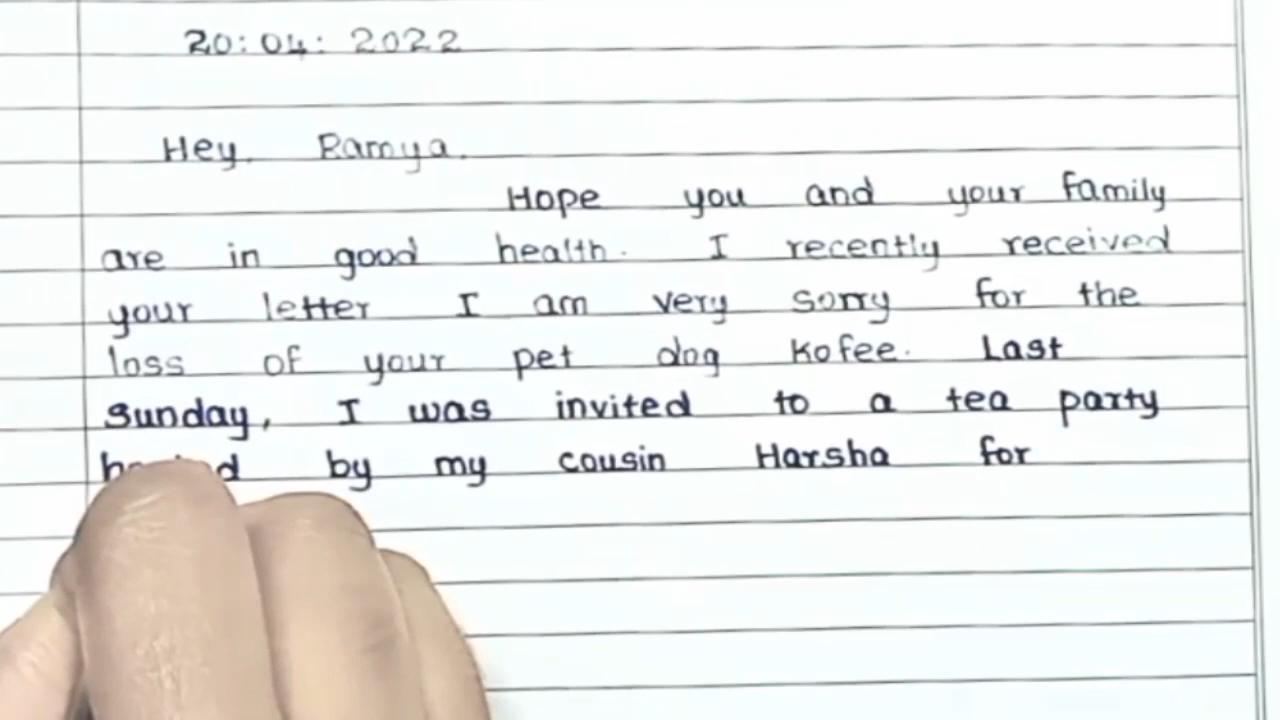 20:04: 2022
Hey. Ramya.
Hope you and your family
are in good health. I recently received
your letter I am very sorry for the
loss of your pet dog Kofee. Last
Sunday, I was invited to a tea party
by my cousin Harsha for